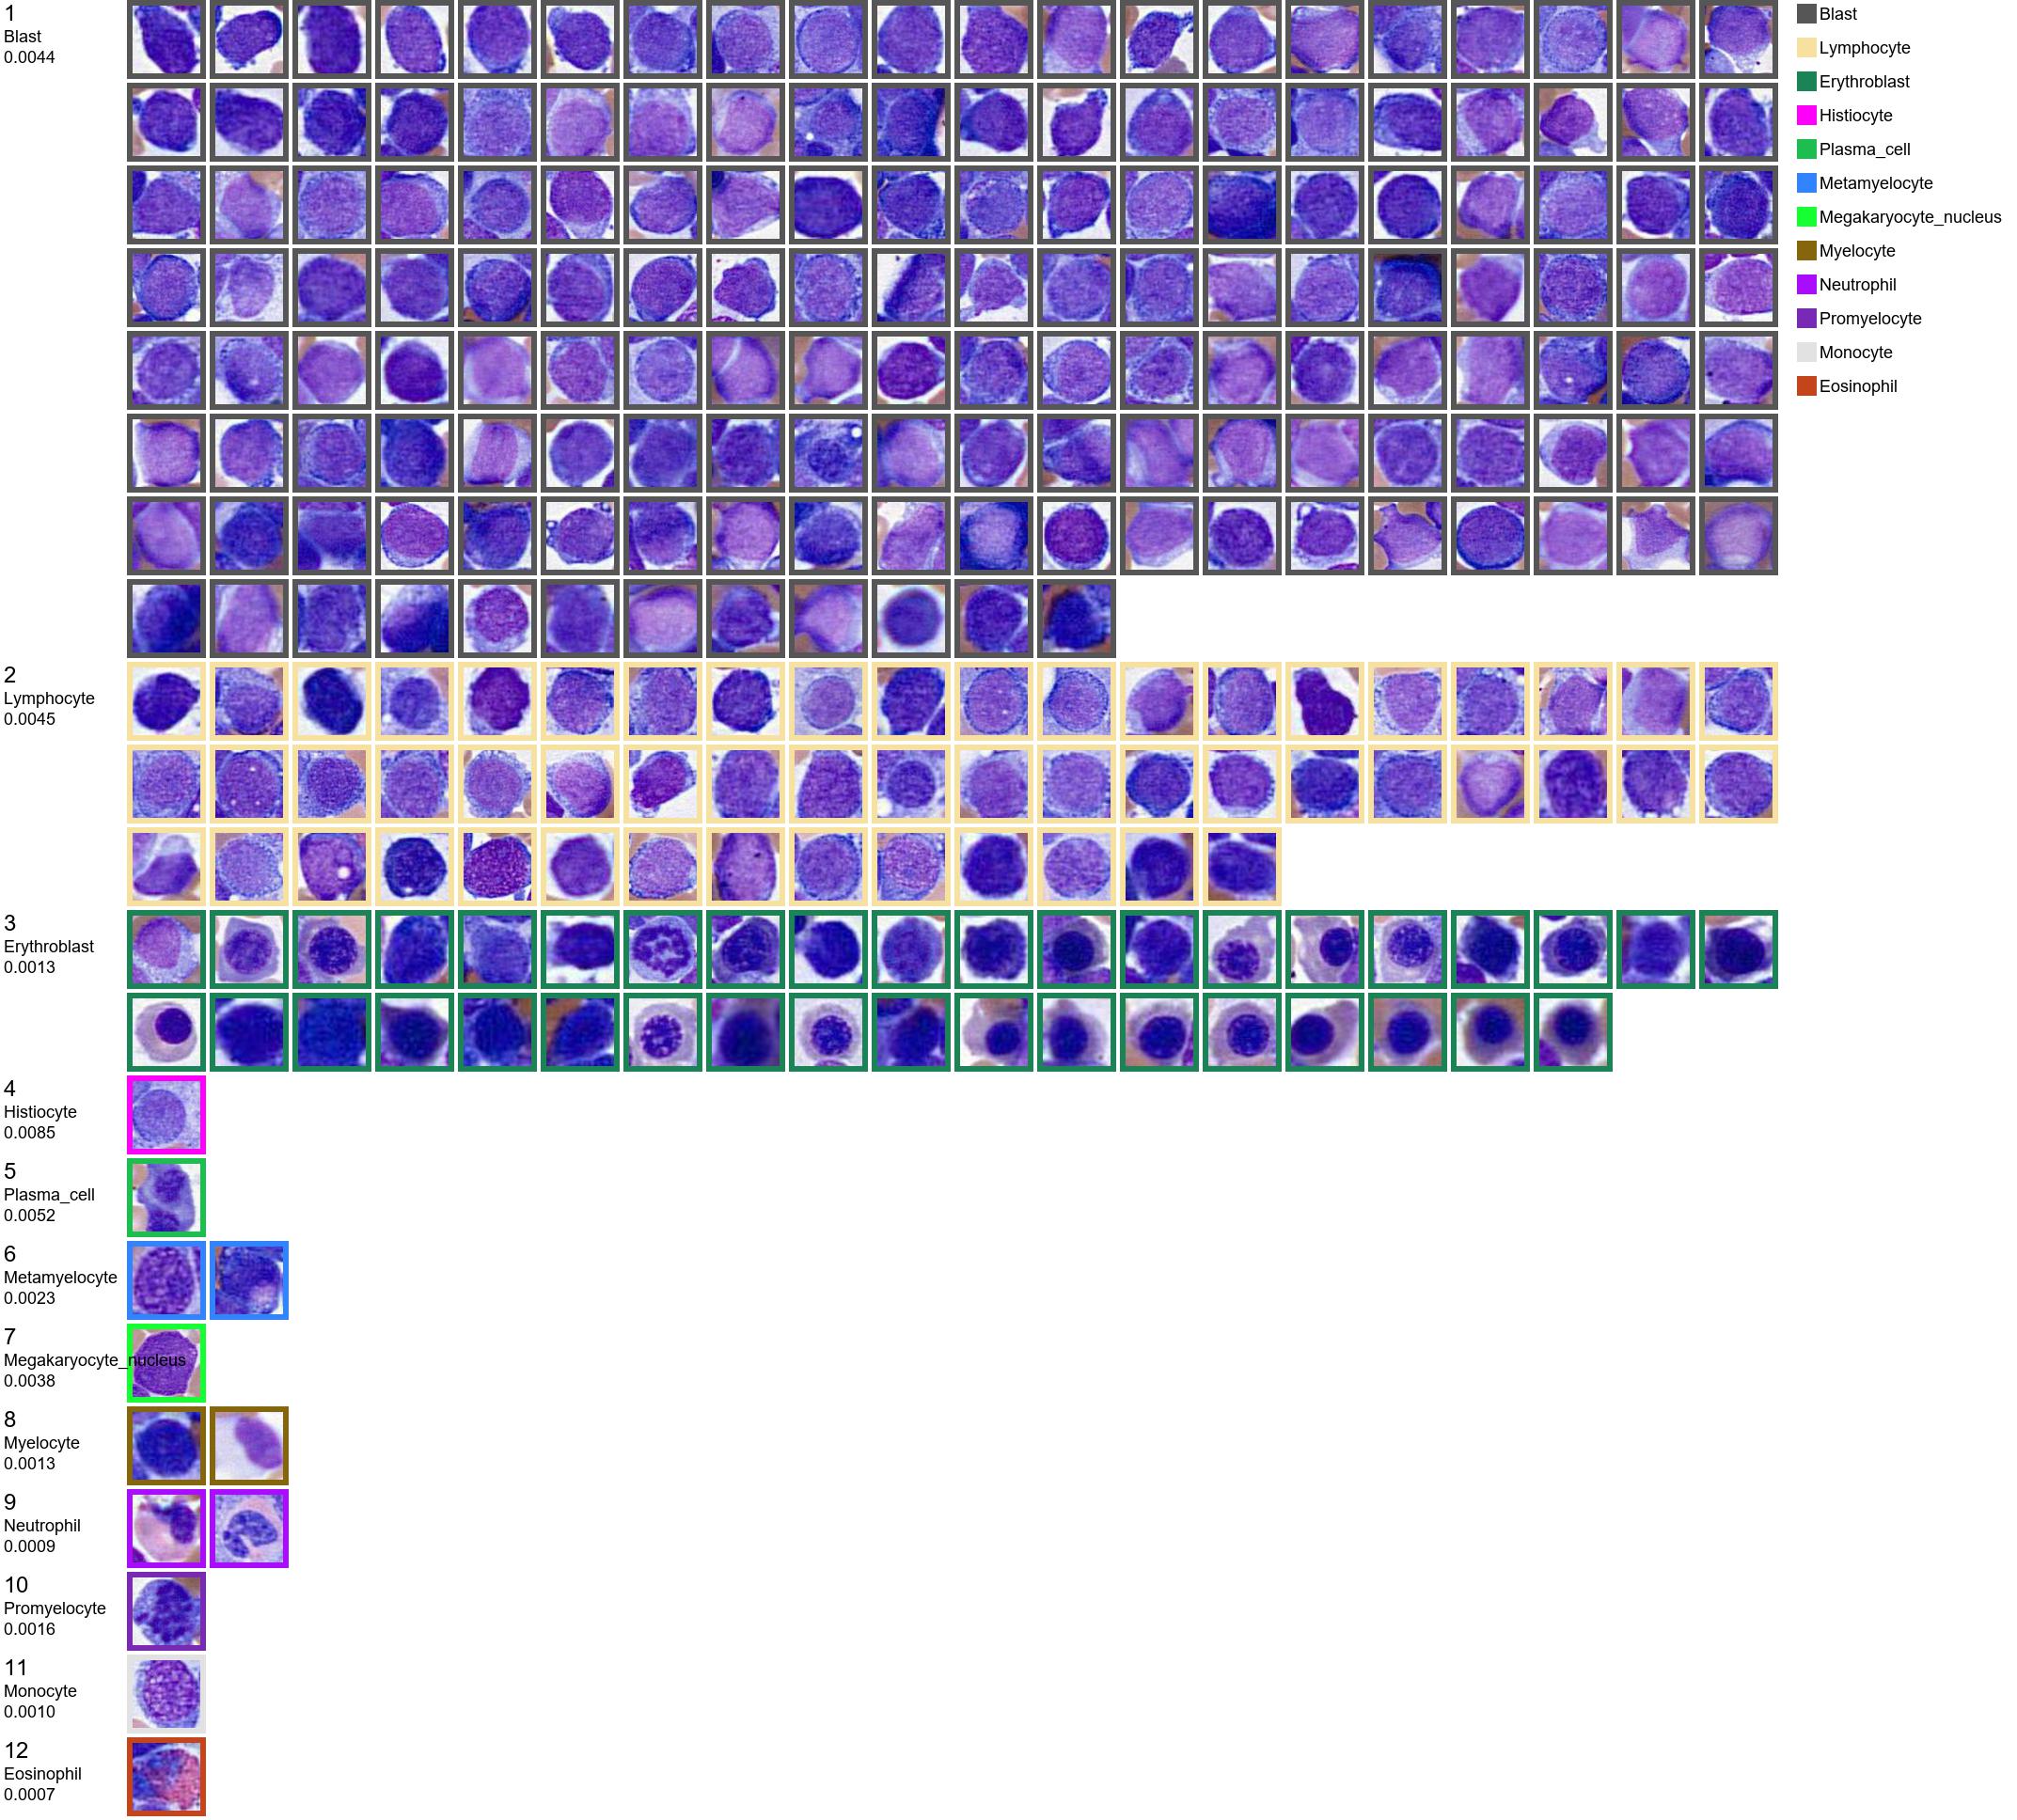 1
Blast
0.0044
2
Lymphocyte
0.0045
3
Erythroblast
0.0013
4
Histiocyte
0.0085
5
Plasma_cell
0.0052
6
Metamyelocyte
0.0023
7
Megakaryocyte_nucleus
0.0038
8
Myelocyte
0.0013
9
Neutrophil
0.0009
10
Promyelocyte
0.0016
11
Monocyte
0.0010
12
Eosinophil
0.0007
Blast
Lymphocyte
Erythroblast
Histiocyte
Plasma_cell
Metamyelocyte
Megakaryocyte_nucleus
Myelocyte
Neutrophil
Promyelocyte
Monocyte
Eosinophil